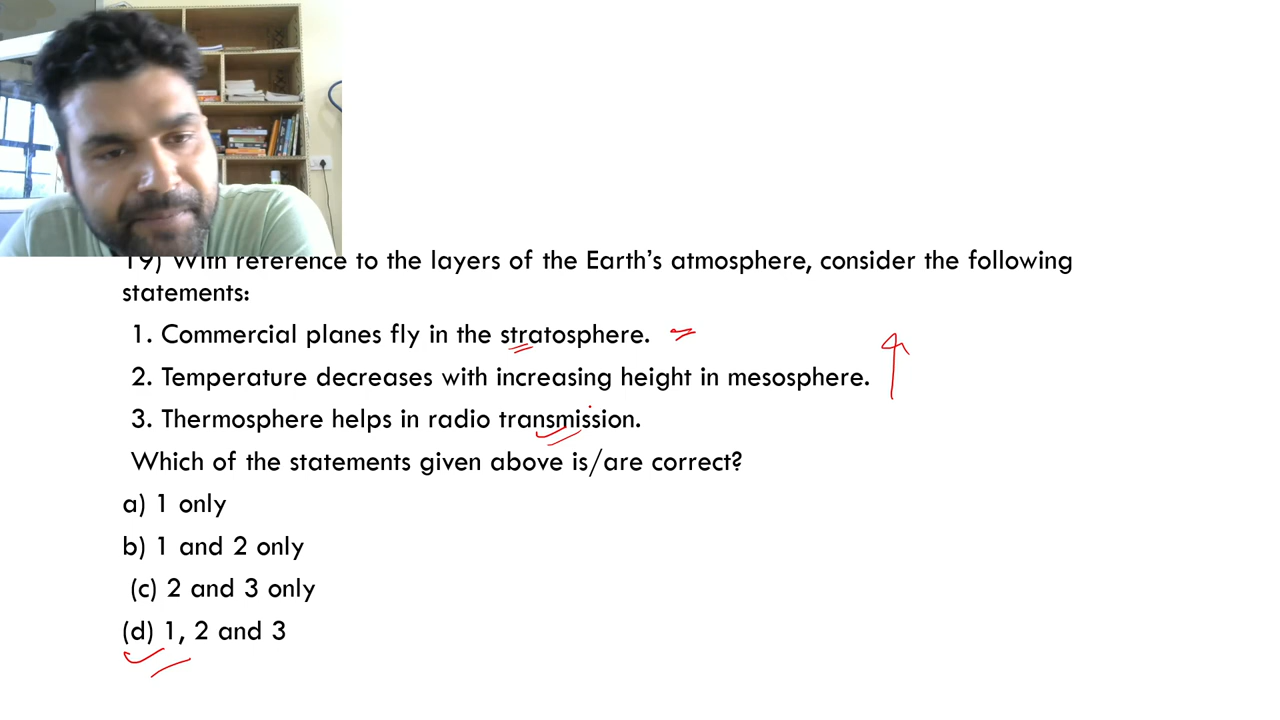 19) With reference to the layers of the Earth’s atmosphere, consider the following
statements:
1. Commercial planes fly in the stratosphere.
2. Temperature decreases with increasing height in mesosphere.
3. Thermosphere helps in radio transmission.
Which of the statements given above is/are correct?
a) 1 only
b) 1 and 2 only
(c) 2 and 3 only
(d) 1, 2 and 3